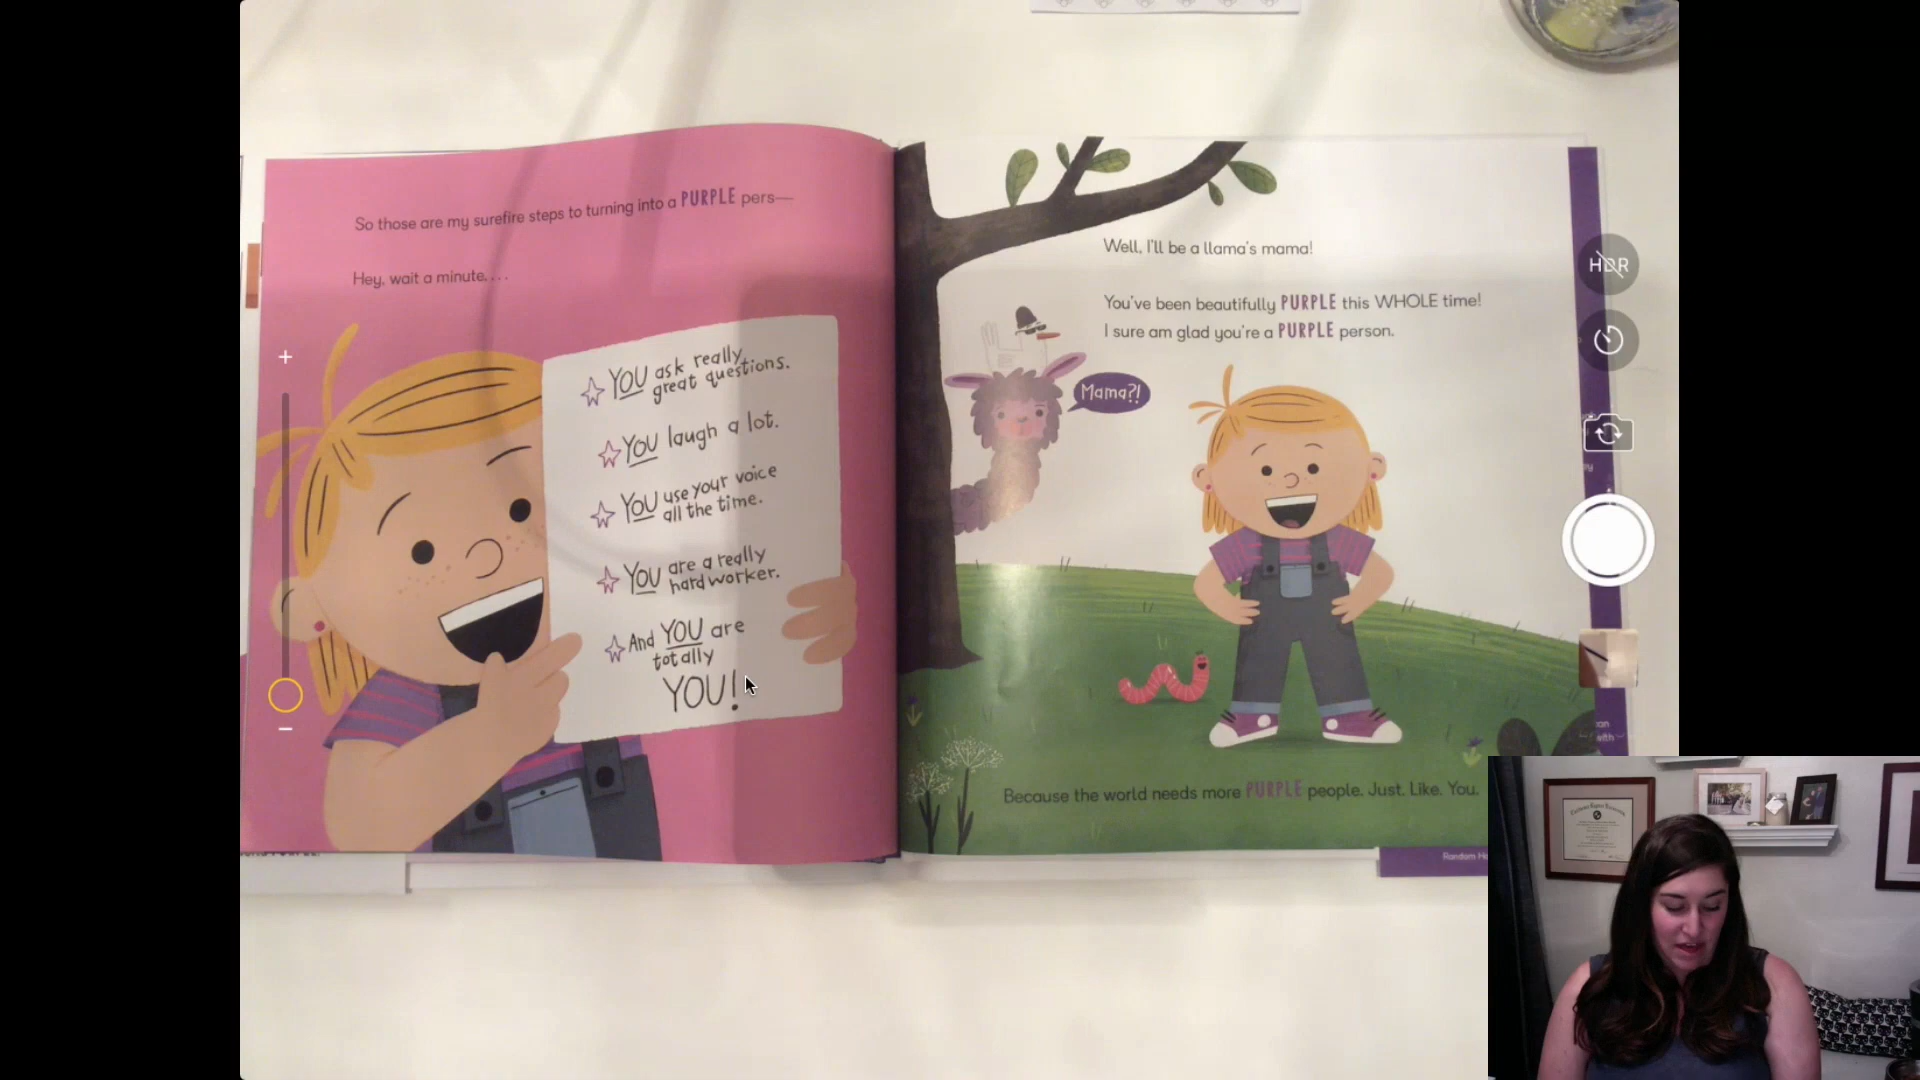 So those are my surefire steps to turning into a PURPLE pers—
Hey, wait a minute. . . .
YOU ask really
great questions.
YOU laugh a lot.
YOU use your voice
all the time.
YOU are a really
hard worker.
And YOU are
totally
YOU!
Well, I'll be a llama's mama!
You've been beautifully PURPLE this WHOLE time!
I sure am glad you're a PURPLE person.
Mama?!
Because the world needs more PURPLE people. Just. Like. You.
HDR
Random